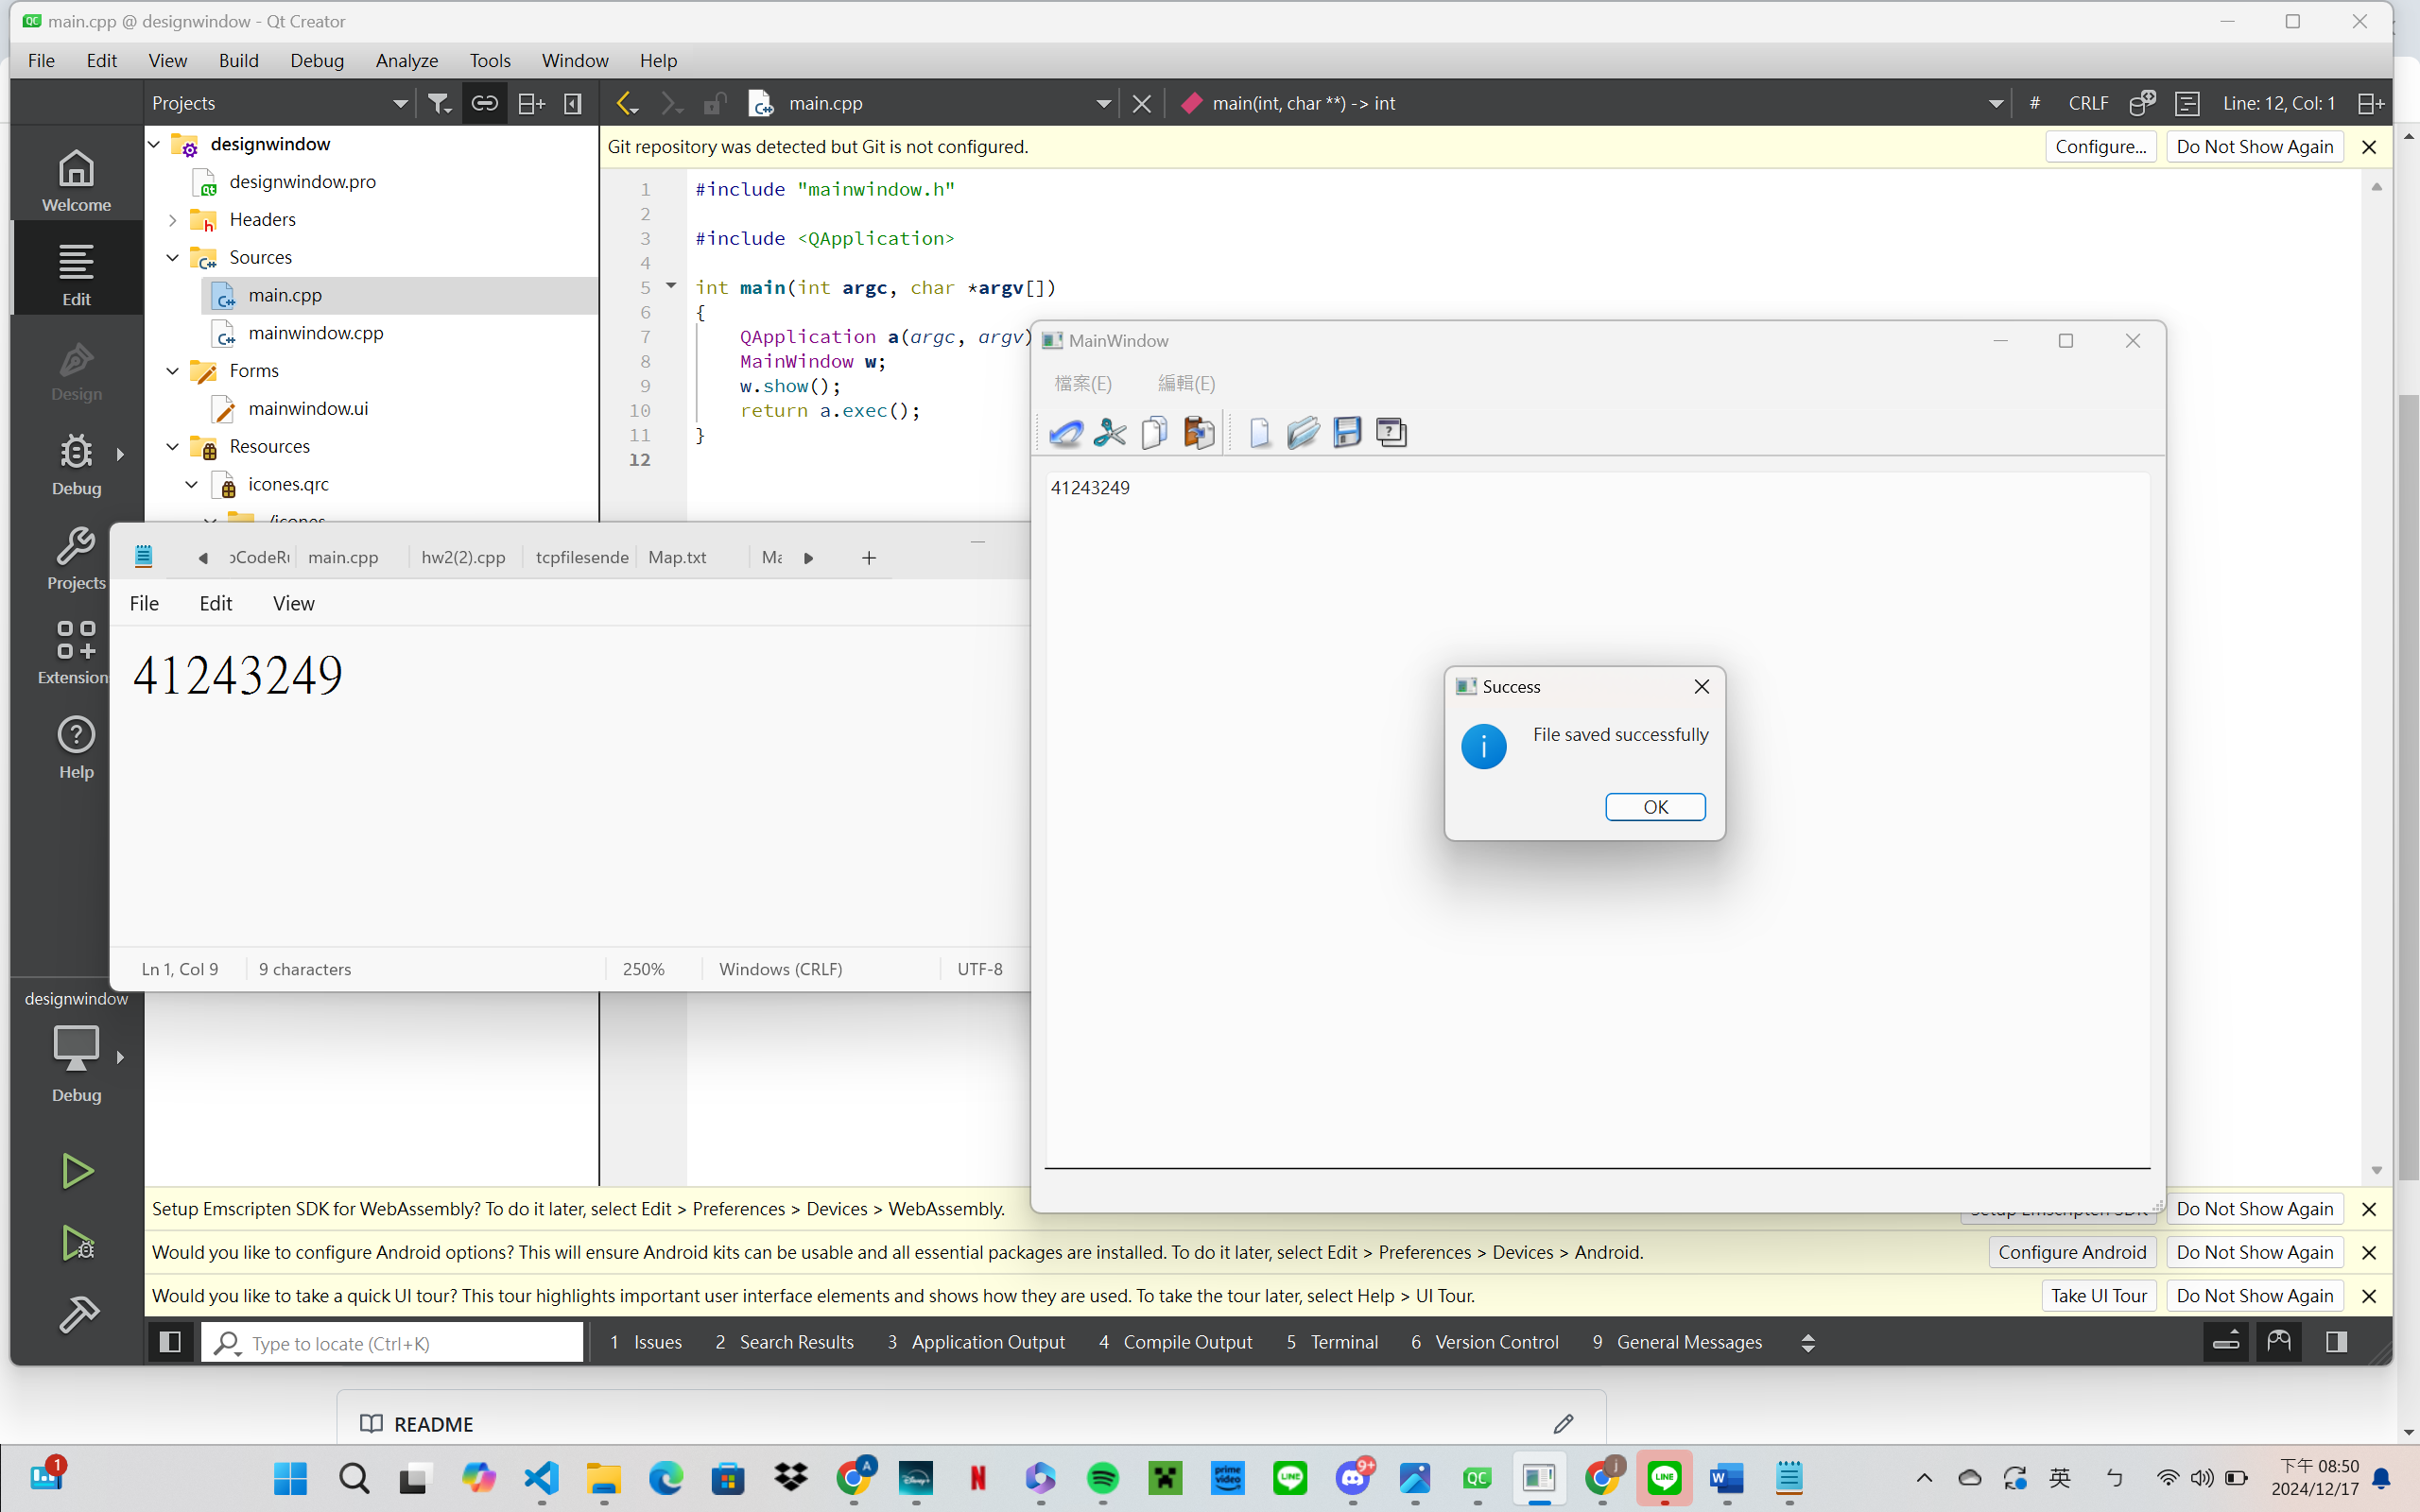 main.cpp @ designwindow - Qt Creator
File Edit View Build Debug Analyze Tools Window Help
Projects
main.cpp
main(int, char **) -> int
# CRLF Line: 12, Col: 1
Welcome
Edit
Design
Debug
Projects
Extension
Help
designwindow
designwindow.pro
Headers
Sources
main.cpp
mainwindow.cpp
Forms
mainwindow.ui
Resources
icones.qrc
/icones
Git repository was detected but Git is not configured.
Configure... Do Not Show Again
1 #include "mainwindow.h"
2
3 #include <QApplication>
4
5 int main(int argc, char *argv[])
6 {
7 QApplication a(argc, argv)
8 MainWindow w;
9 w.show();
10 return a.exec();
11 }
12
MainWindow
檔案(E) 編輯(E)
41243249
Success
File saved successfully
OK
main.cpp hw2(2).cpp tcpfilesende Map.txt
File Edit View
41243249
Ln 1, Col 9 9 characters 250% Windows (CRLF) UTF-8
designwindow
Debug
Setup Emscripten SDK for WebAssembly? To do it later, select Edit > Preferences > Devices > WebAssembly.
Setup Emscripten SDK Do Not Show Again
Would you like to configure Android options? This will ensure Android kits can be usable and all essential packages are installed. To do it later, select Edit > Preferences > Devices > Android.
Configure Android Do Not Show Again
Would you like to take a quick UI tour? This tour highlights important user interface elements and shows how they are used. To take the tour later, select Help > UI Tour.
Take UI Tour Do Not Show Again
Type to locate (Ctrl+K)
1 Issues 2 Search Results 3 Application Output 4 Compile Output 5 Terminal 6 Version Control 9 General Messages
README
1
A
Disney+
N
prime video
LINE
9+
QC
j
LINE
W
英
ㄅ
下午 08:50
2024/12/17